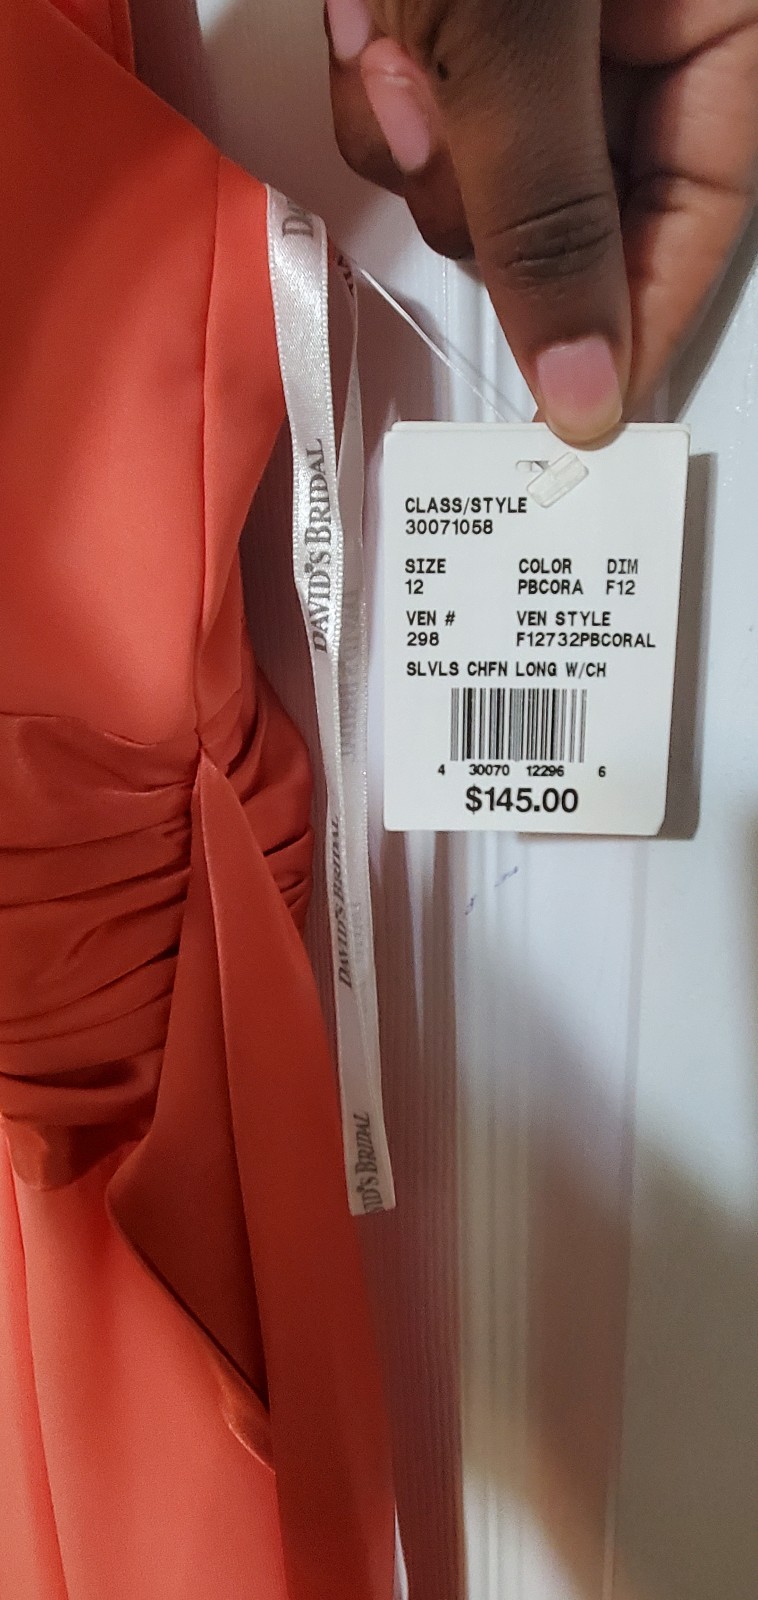 DAVID'S BRIDAL
DAVID'S BRIDAL
VID'S BRIDAL
CLASS/STYLE
30071058
SIZE COLOR DIM
12 PBCORA F12
VEN # VEN STYLE
298 F12732PBCORAL
SLVLS CHFN LONG W/CH
4 30070 12296 6
$145.00